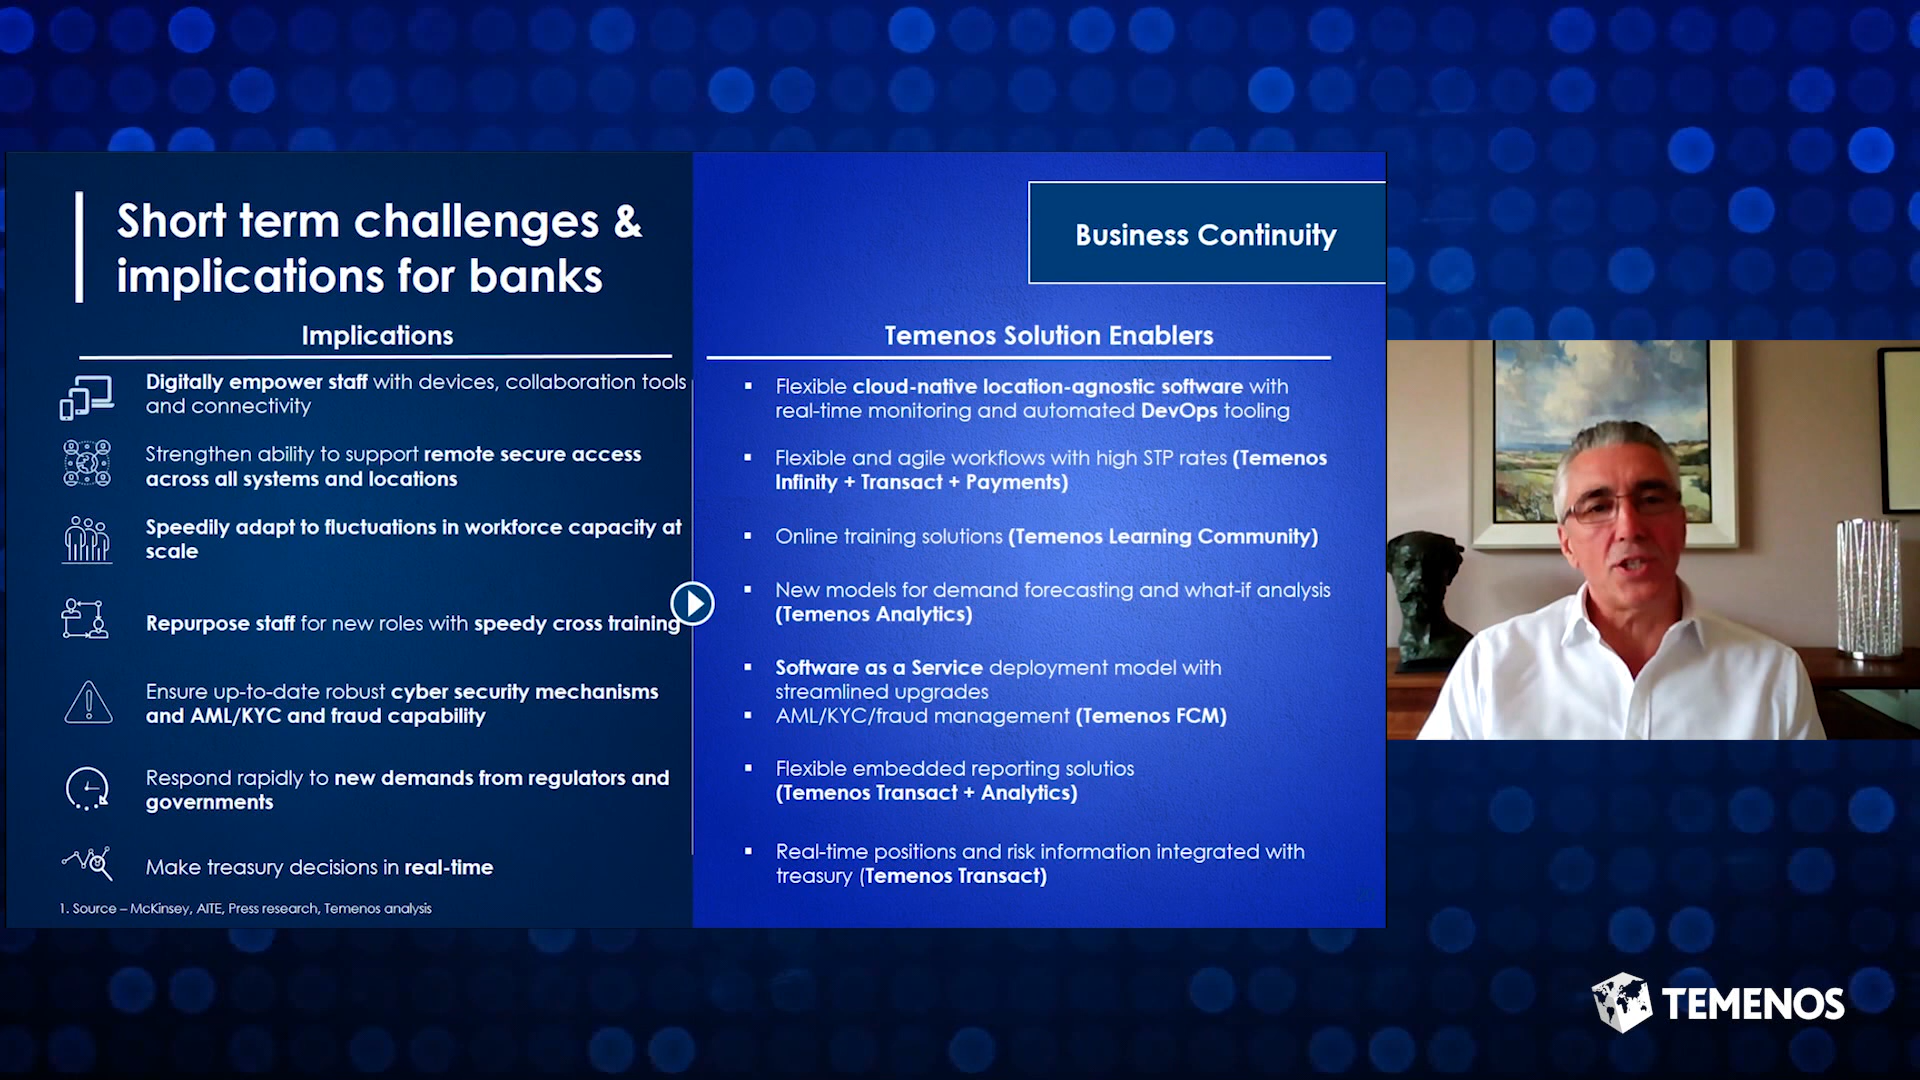 Short term challenges &
implications for banks
Business Continuity
Implications
Digitally empower staff with devices, collaboration tools
and connectivity
Strengthen ability to support remote secure access
across all systems and locations
Speedily adapt to fluctuations in workforce capacity at
scale
Repurpose staff for new roles with speedy cross training
Ensure up-to-date robust cyber security mechanisms
and AML/KYC and fraud capability
Respond rapidly to new demands from regulators and
governments
Make treasury decisions in real-time
1. Source – McKinsey, AITE, Press research, Temenos analysis
Temenos Solution Enablers
▪ Flexible cloud-native location-agnostic software with
real-time monitoring and automated DevOps tooling
▪ Flexible and agile workflows with high STP rates (Temenos
Infinity + Transact + Payments)
▪ Online training solutions (Temenos Learning Community)
▪ New models for demand forecasting and what-if analysis
(Temenos Analytics)
▪ Software as a Service deployment model with
streamlined upgrades
▪ AML/KYC/fraud management (Temenos FCM)
▪ Flexible embedded reporting solutios
(Temenos Transact + Analytics)
▪ Real-time positions and risk information integrated with
treasury (Temenos Transact)
TEMENOS